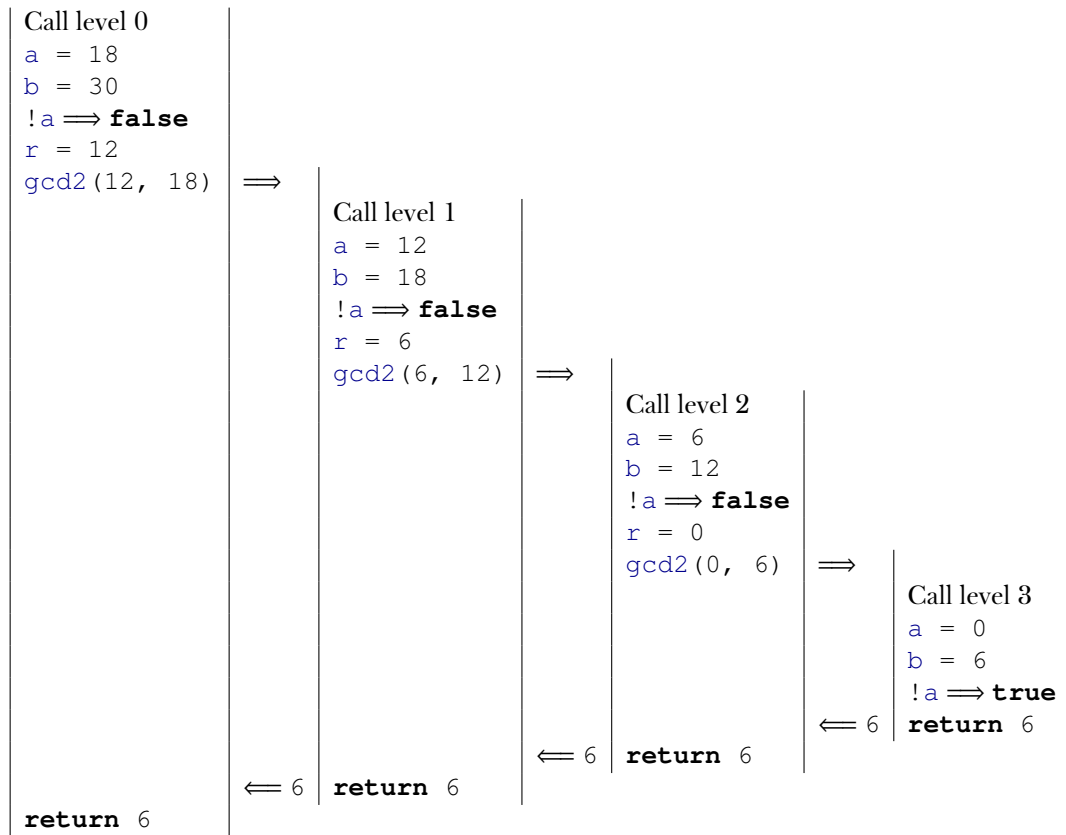 Call level 0
a = 18
b = 30
!a ⟹ false
r = 12
gcd2(12, 18) ⟹
Call level 1
a = 12
b = 18
!a ⟹ false
r = 6
gcd2(6, 12) ⟹
Call level 2
a = 6
b = 12
!a ⟹ false
r = 0
gcd2(0, 6) ⟹
Call level 3
a = 0
b = 6
!a ⟹ true
⟸ 6 return 6
⟸ 6 return 6
⟸ 6 return 6
return 6